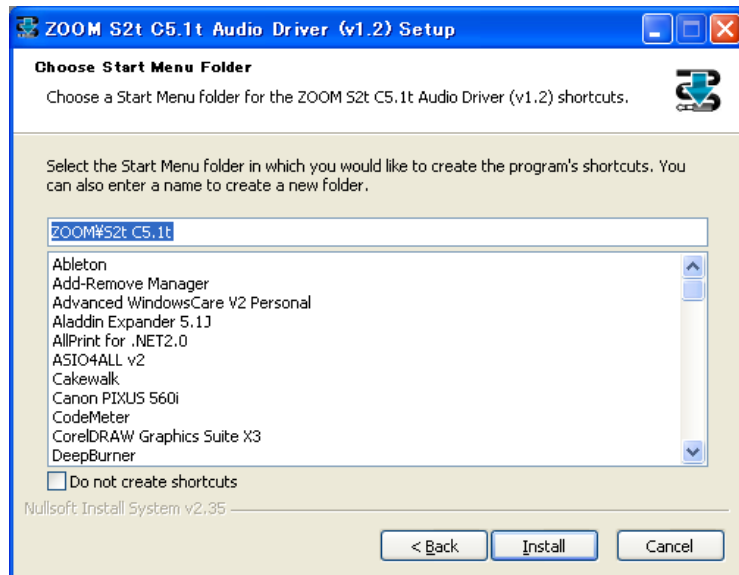 ZOOM S2t C5.1t Audio Driver (v1.2) Setup
Choose Start Menu Folder
Choose a Start Menu folder for the ZOOM S2t C5.1t Audio Driver (v1.2) shortcuts.
Select the Start Menu folder in which you would like to create the program's shortcuts. You
can also enter a name to create a new folder.
ZOOM¥S2t C5.1t
Ableton
Add-Remove Manager
Advanced WindowsCare V2 Personal
Aladdin Expander 5.1J
AllPrint for .NET2.0
ASIO4ALL v2
Cakewalk
Canon PIXUS 560i
CodeMeter
CorelDRAW Graphics Suite X3
DeepBurner
Do not create shortcuts
Nullsoft Install System v2.35
< Back
Install
Cancel